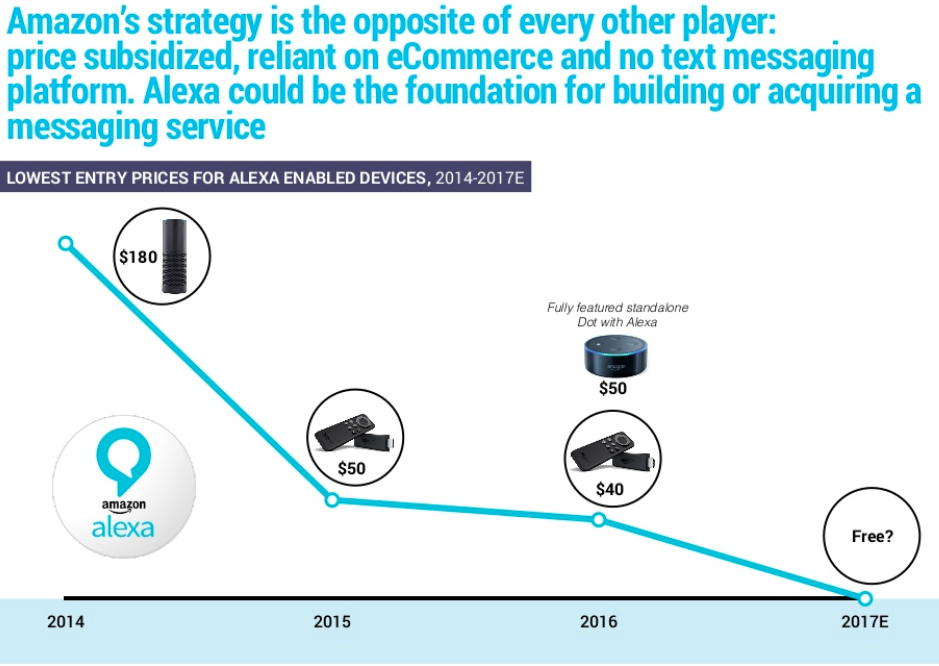 Amazon’s strategy is the opposite of every other player:
price subsidized, reliant on eCommerce and no text messaging
platform. Alexa could be the foundation for building or acquiring a
messaging service
LOWEST ENTRY PRICES FOR ALEXA ENABLED DEVICES, 2014-2017E
$180
Fully featured standalone
Dot with Alexa
amazon
$50
$50
$40
amazon
alexa
Free?
2014
2015
2016
2017E